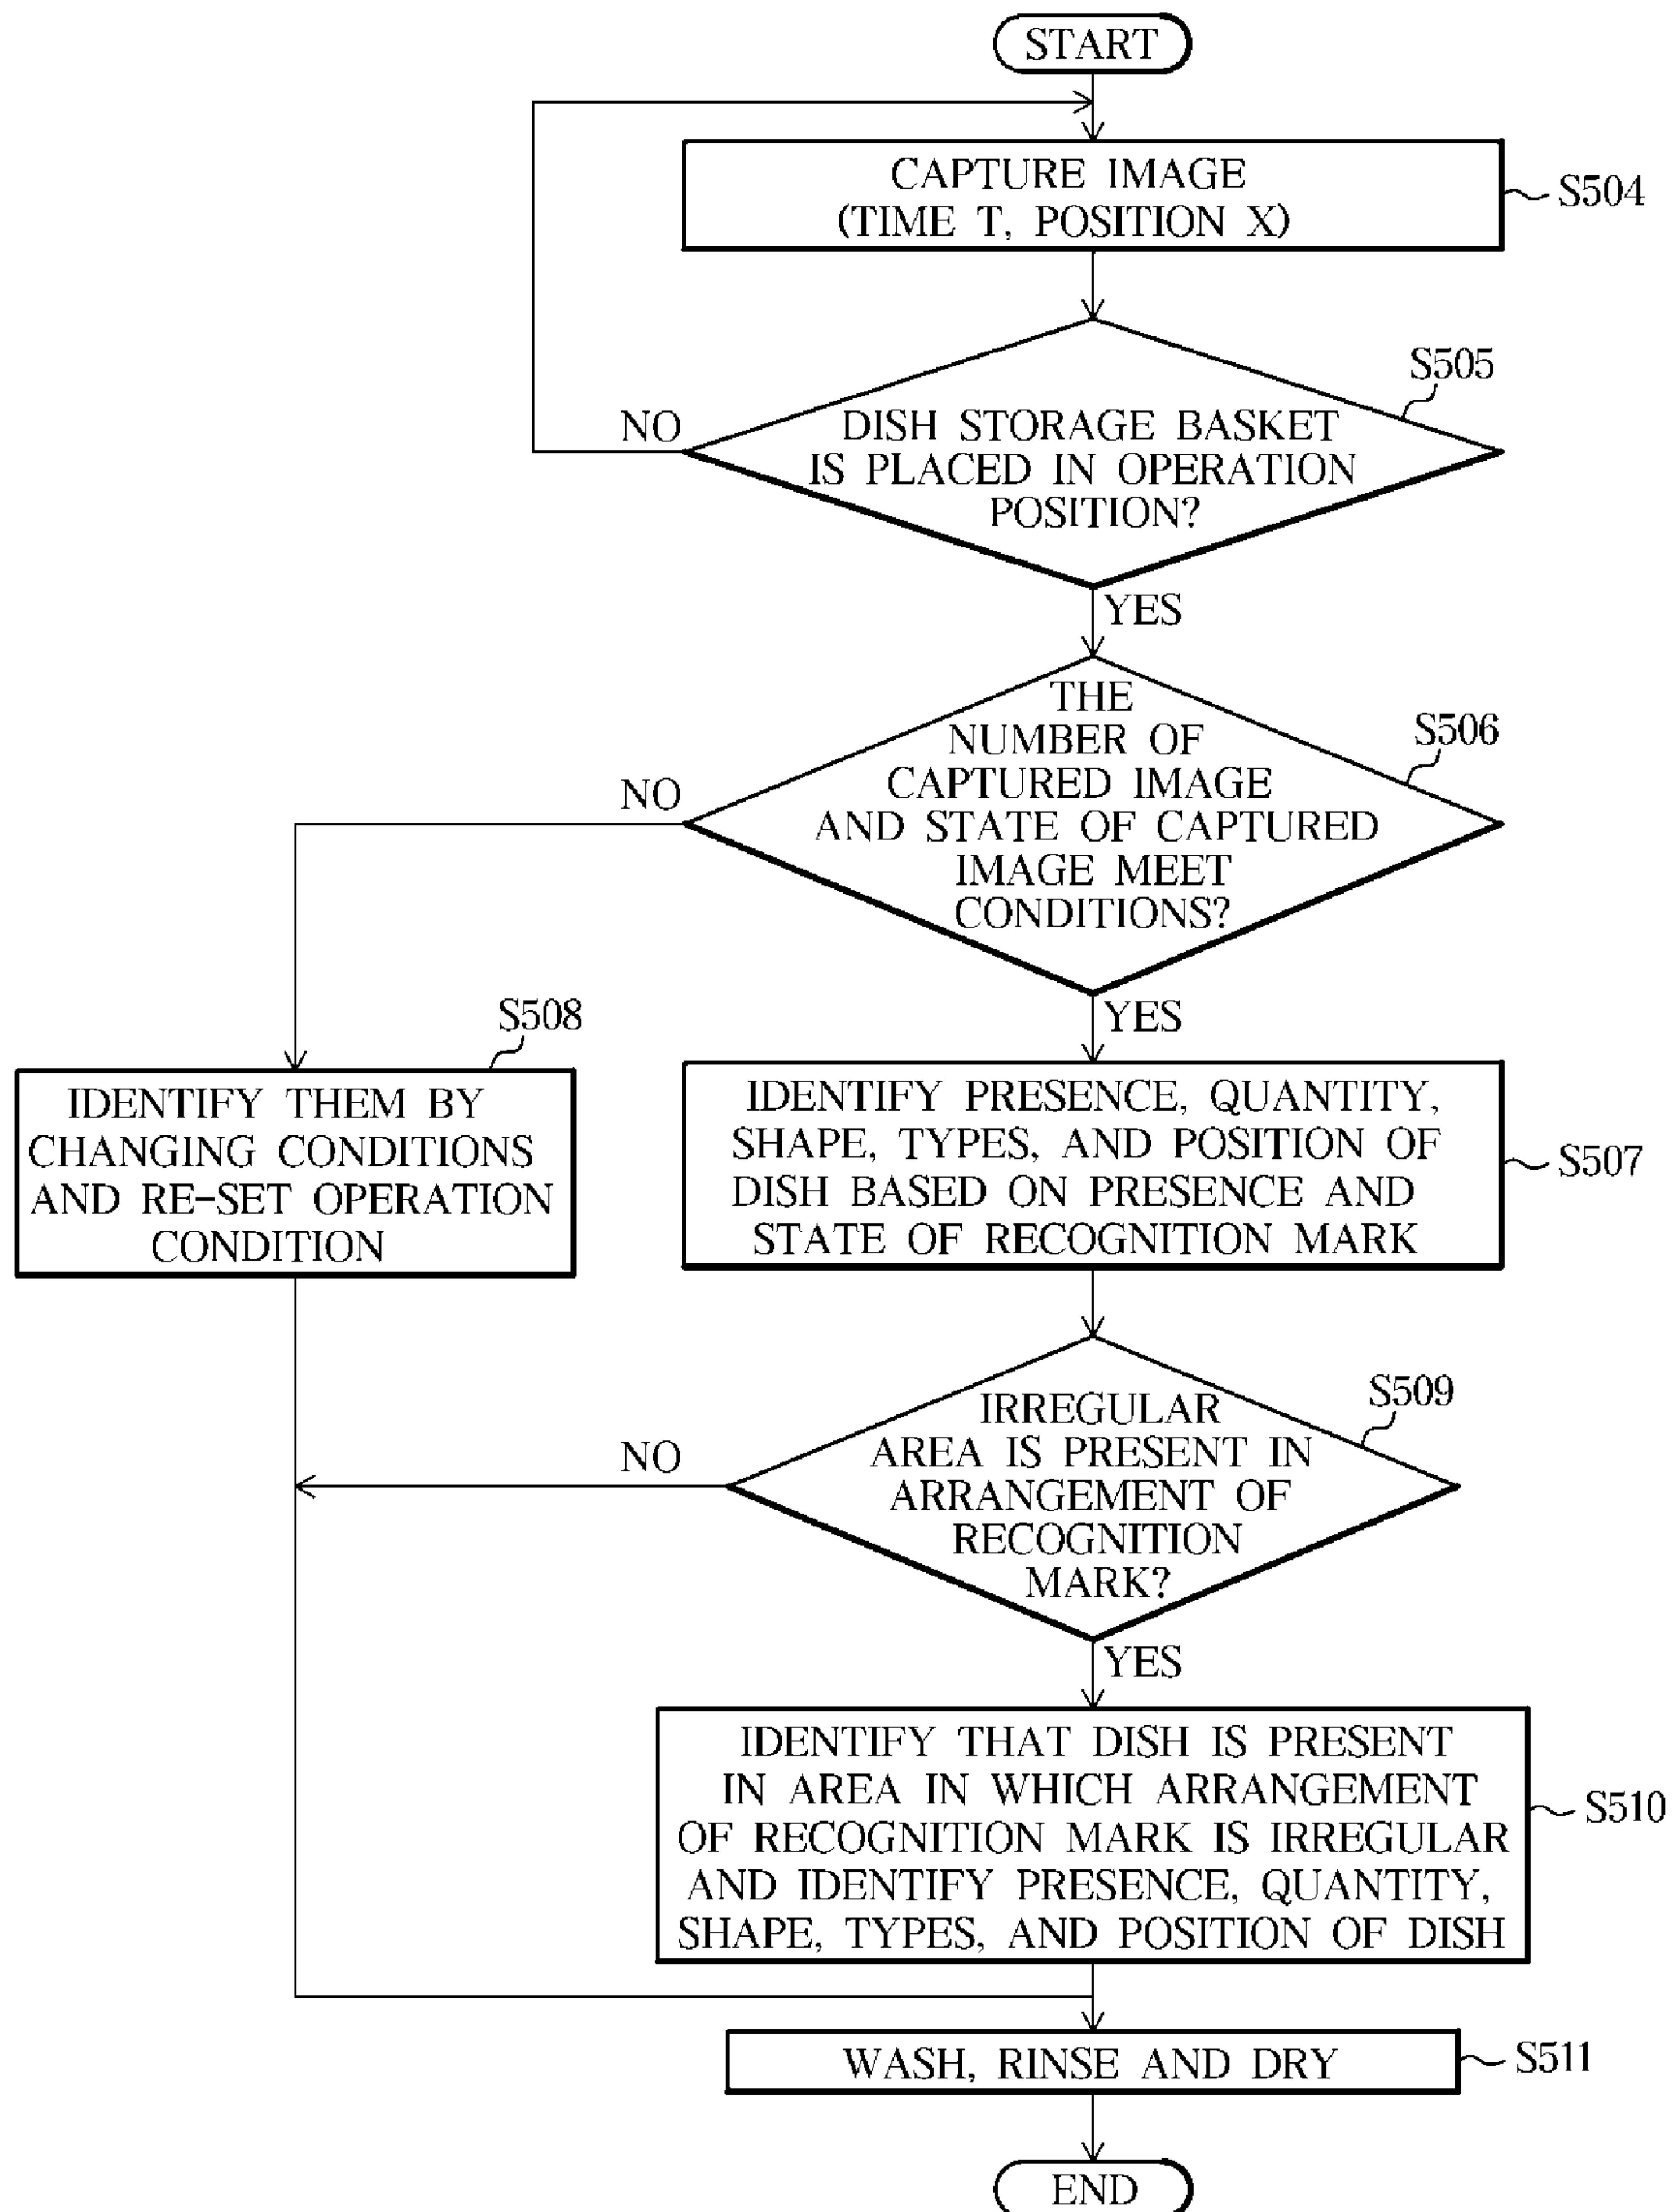 START
CAPTURE IMAGE
(TIME T, POSITION X)
S504
S505
NO
DISH STORAGE BASKET
IS PLACED IN OPERATION
POSITION?
YES
THE
NUMBER OF
CAPTURED IMAGE
AND STATE OF CAPTURED
IMAGE MEET
CONDITIONS?
S506
NO
YES
S508
IDENTIFY THEM BY
CHANGING CONDITIONS
AND RE-SET OPERATION
CONDITION
IDENTIFY PRESENCE, QUANTITY,
SHAPE, TYPES, AND POSITION OF
DISH BASED ON PRESENCE AND
STATE OF RECOGNITION MARK
S507
S509
NO
IRREGULAR
AREA IS PRESENT IN
ARRANGEMENT OF
RECOGNITION
MARK?
YES
IDENTIFY THAT DISH IS PRESENT
IN AREA IN WHICH ARRANGEMENT
OF RECOGNITION MARK IS IRREGULAR
AND IDENTIFY PRESENCE, QUANTITY,
SHAPE, TYPES, AND POSITION OF DISH
S510
WASH, RINSE AND DRY
S511
END